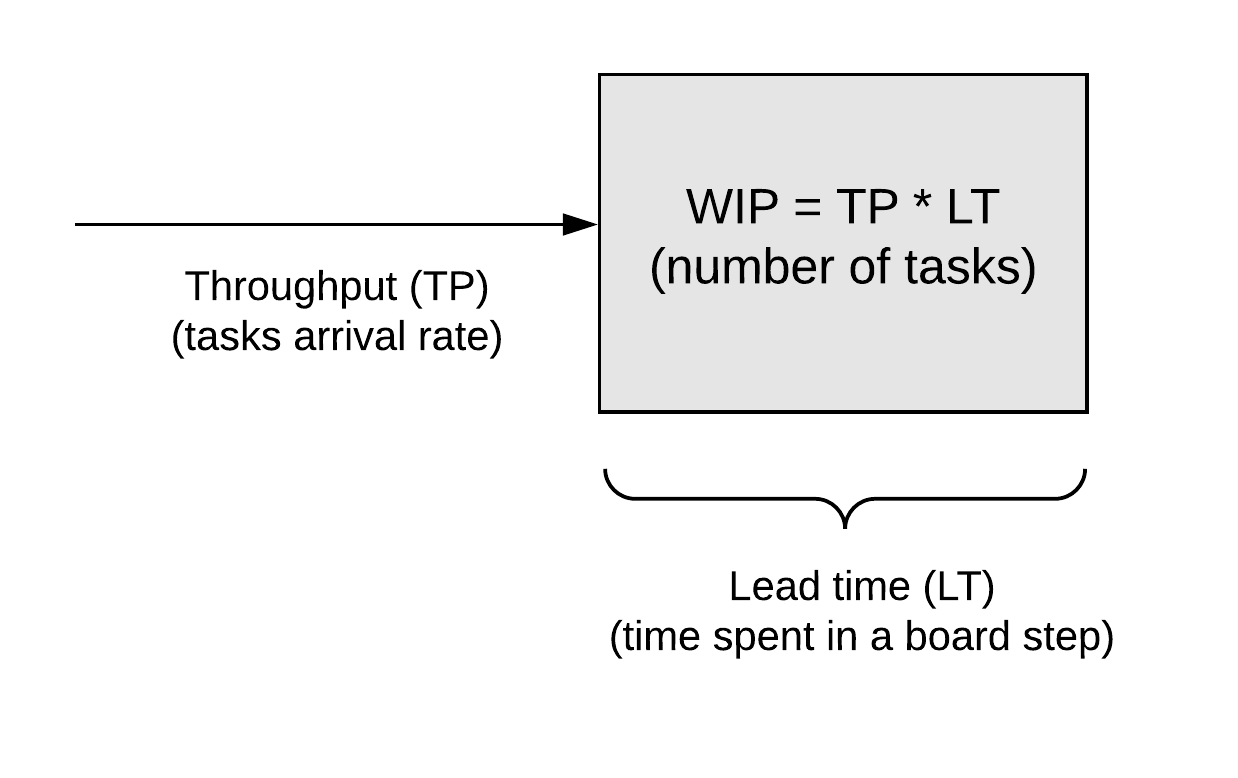 WIP = TP * LT
(number of tasks)
Throughput (TP)
(tasks arrival rate)
Lead time (LT)
(time spent in a board step)